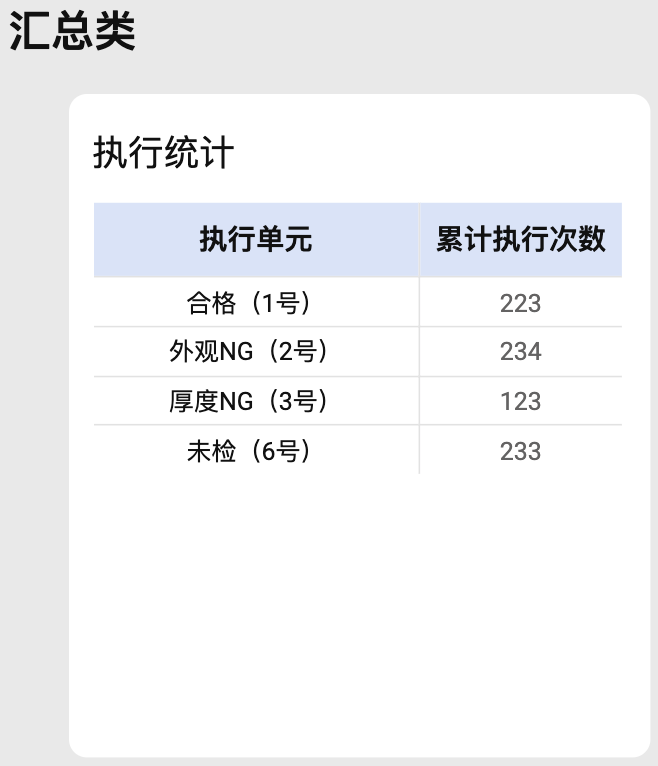 汇总类
执行统计
执行单元 累计执行次数
合格（1号） 223
外观NG（2号） 234
厚度NG（3号） 123
未检（6号） 233